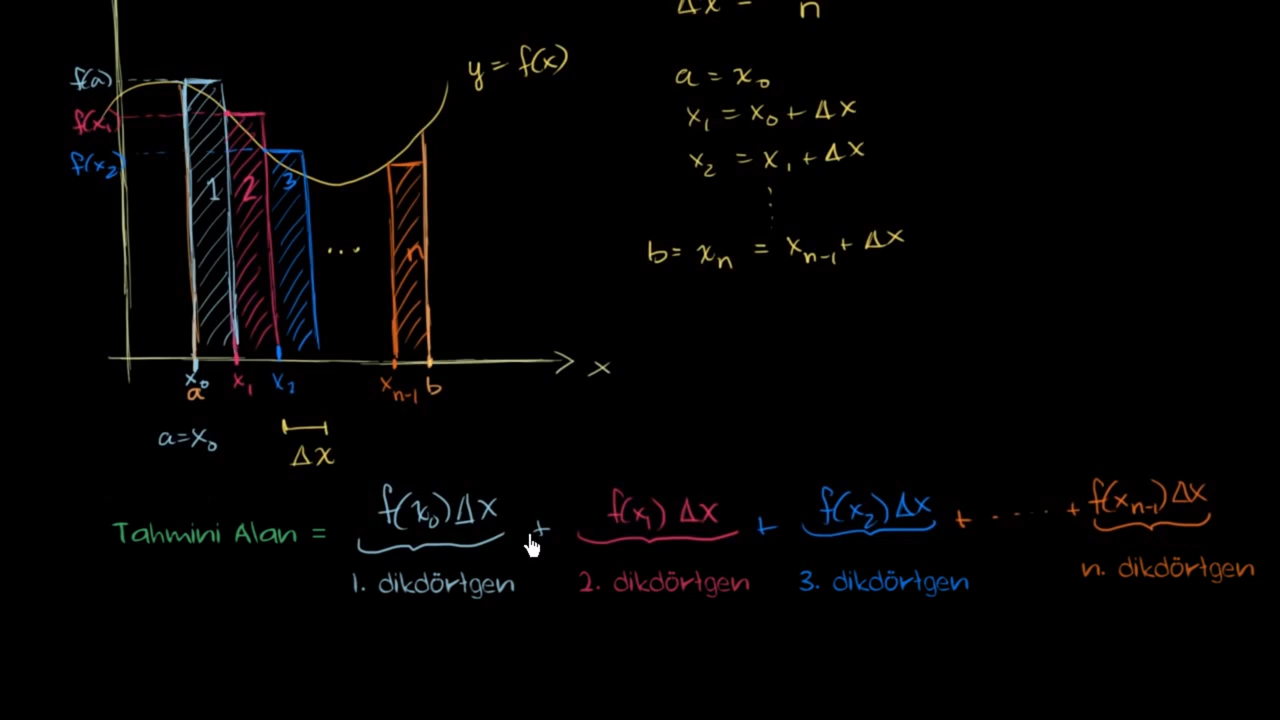 Δx = n
y = f(x)
f(a)
f(x₁)
f(x₂)
1
2
3
...
n
x₀
a
x₁
x₂
xₙ₋₁
b
x
a = x₀
Δx
a = x₀
x₁ = x₀ + Δx
x₂ = x₁ + Δx
b = xₙ = xₙ₋₁ + Δx
Tahmini Alan = f(x₀)Δx + f(x₁)Δx + f(x₂)Δx + ····· + f(xₙ₋₁)Δx
1. dikdörtgen 2. dikdörtgen 3. dikdörtgen n. dikdörtgen